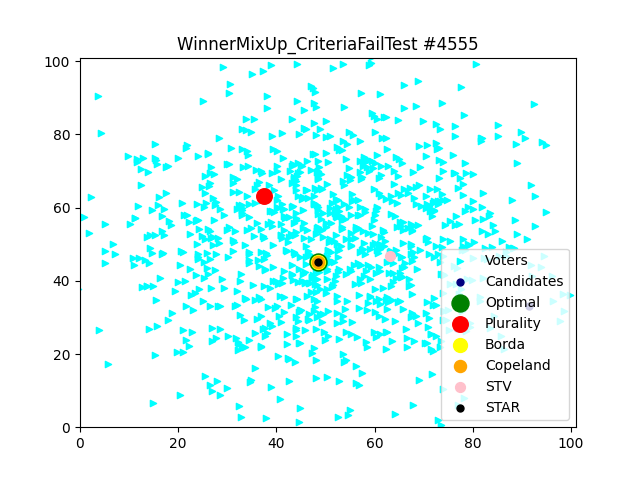 WinnerMixUp_CriteriaFailTest #4555
100
80
60
40
20
0
0 20 40 60 80 100
Voters
Candidates
Optimal
Plurality
Borda
Copeland
STV
STAR